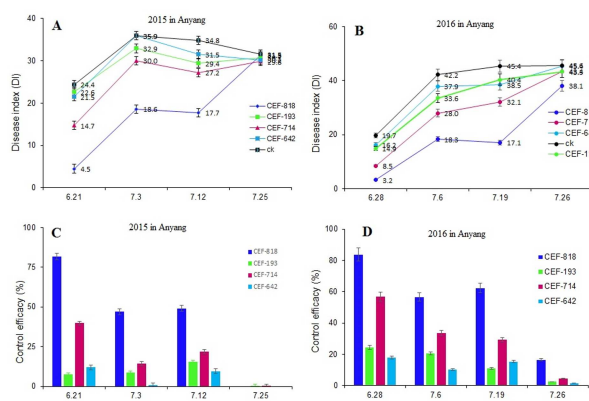 A
2015 in Anyang
Disease index (DI)
40
30
20
10
0
24.4
21.5
14.7
4.5
35.9
32.9
30.0
18.6
34.8
31.5
29.4
27.2
17.7
CEF-818
CEF-193
CEF-714
CEF-642
ck
6.21
7.3
7.12
7.25
B
2016 in Anyang
Disease index (DI)
60
40
20
0
19.7
16.2
14.9
8.5
3.2
42.2
37.9
33.6
28.0
18.3
45.4
40.4
38.5
32.1
17.1
38.1
CEF-8
CEF-7
CEF-6
ck
CEF-1
6.28
7.6
7.19
7.26
C
2015 in Anyang
Control efficacy (%)
100
75
50
25
0
CEF-818
CEF-193
CEF-714
CEF-642
6.21
7.3
7.12
7.25
D
2016 in Anyang
Control efficacy (%)
100
80
60
40
20
0
CEF-818
CEF-193
CEF-714
CEF-642
6.28
7.6
7.19
7.26